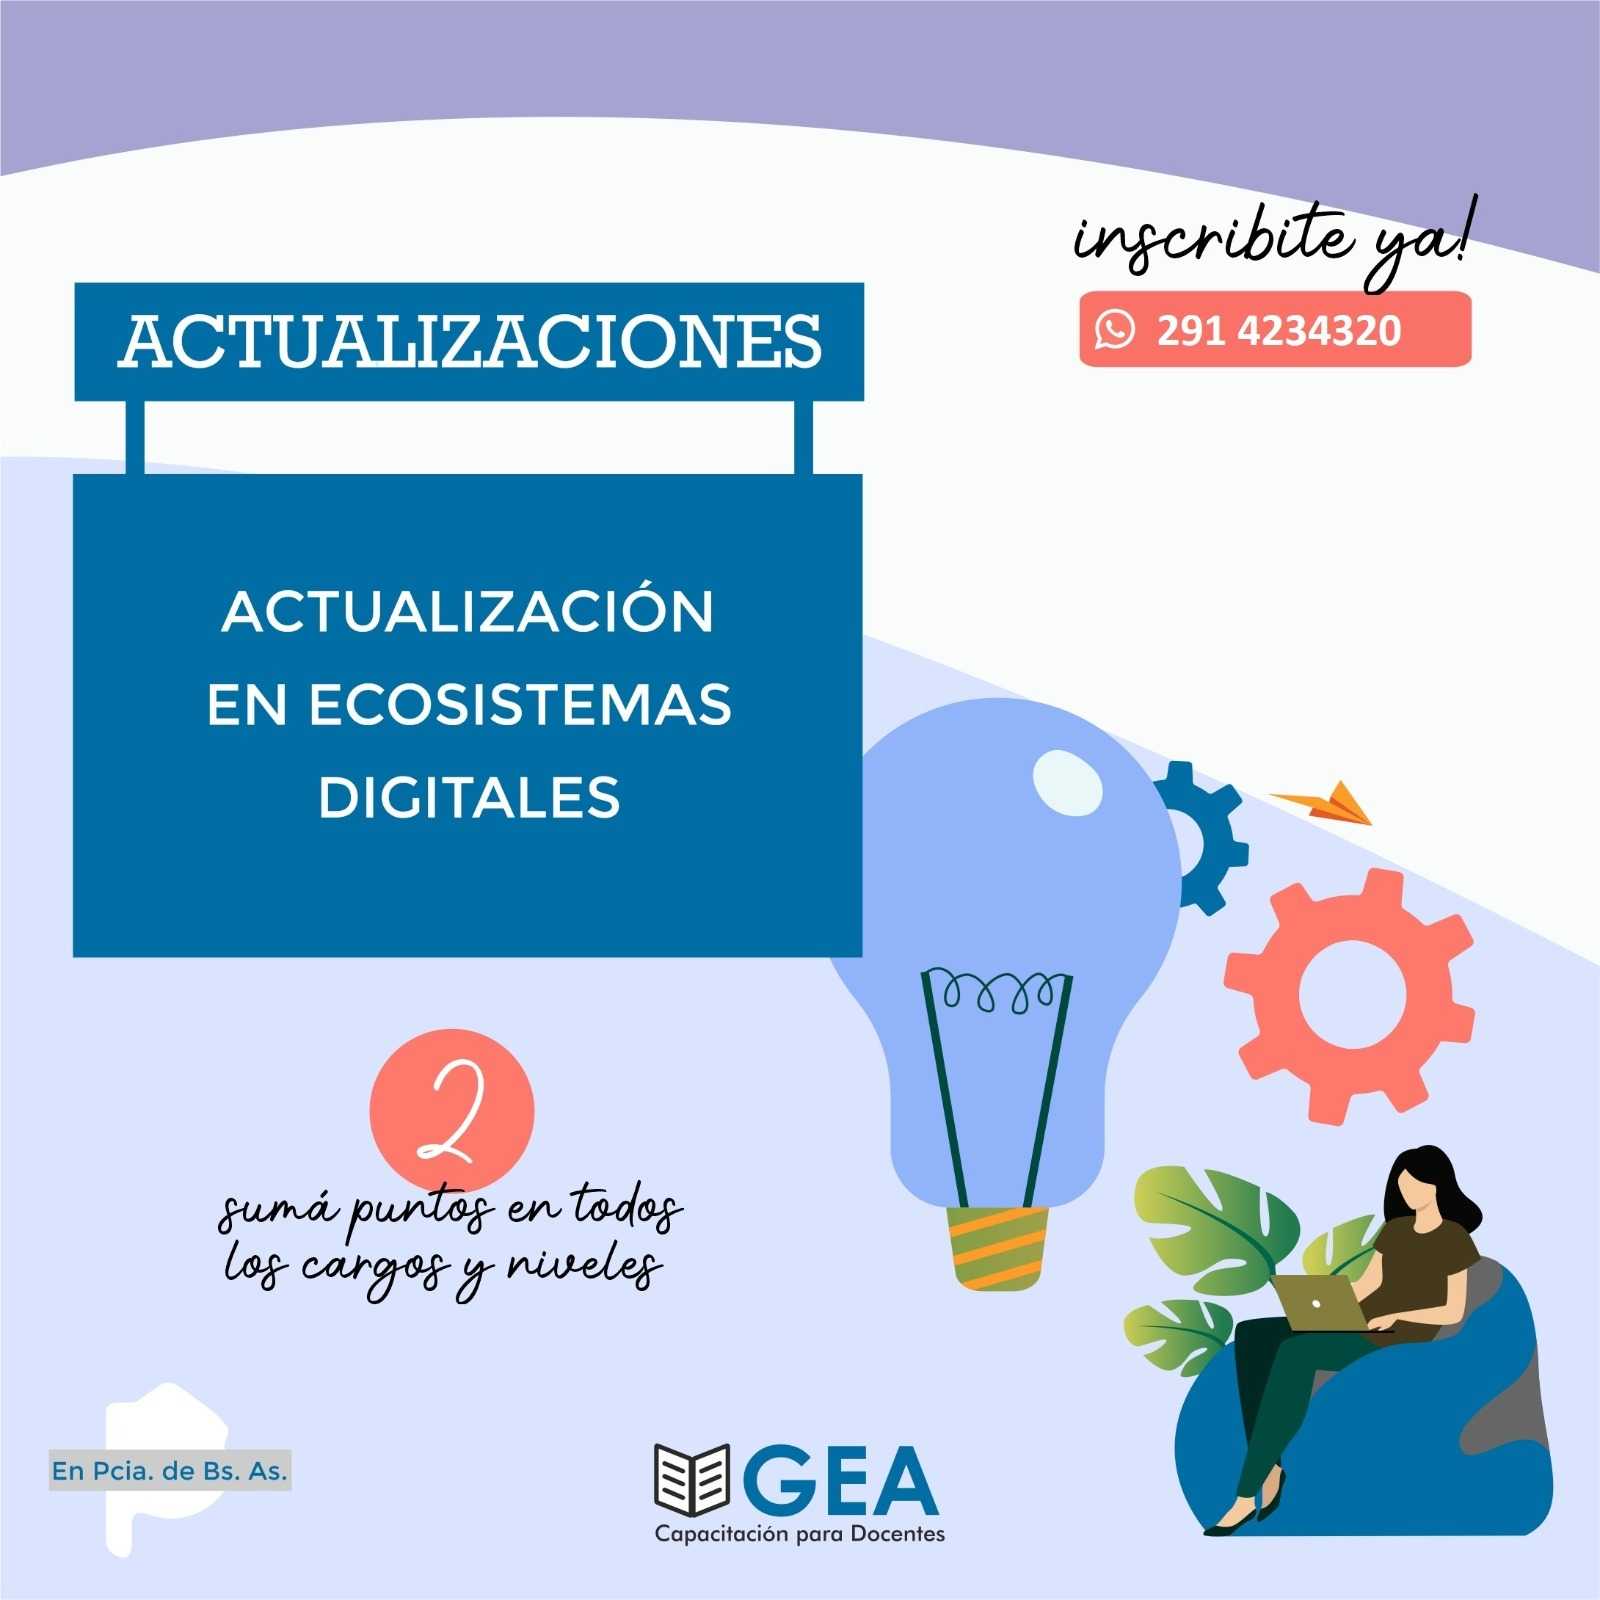 inscribite ya!
291 4234320
ACTUALIZACIONES
ACTUALIZACIÓN
EN ECOSISTEMAS
DIGITALES
2
sumá puntos en todos
los cargos y niveles
En Pcia. de Bs. As.
GEA
Capacitación para Docentes